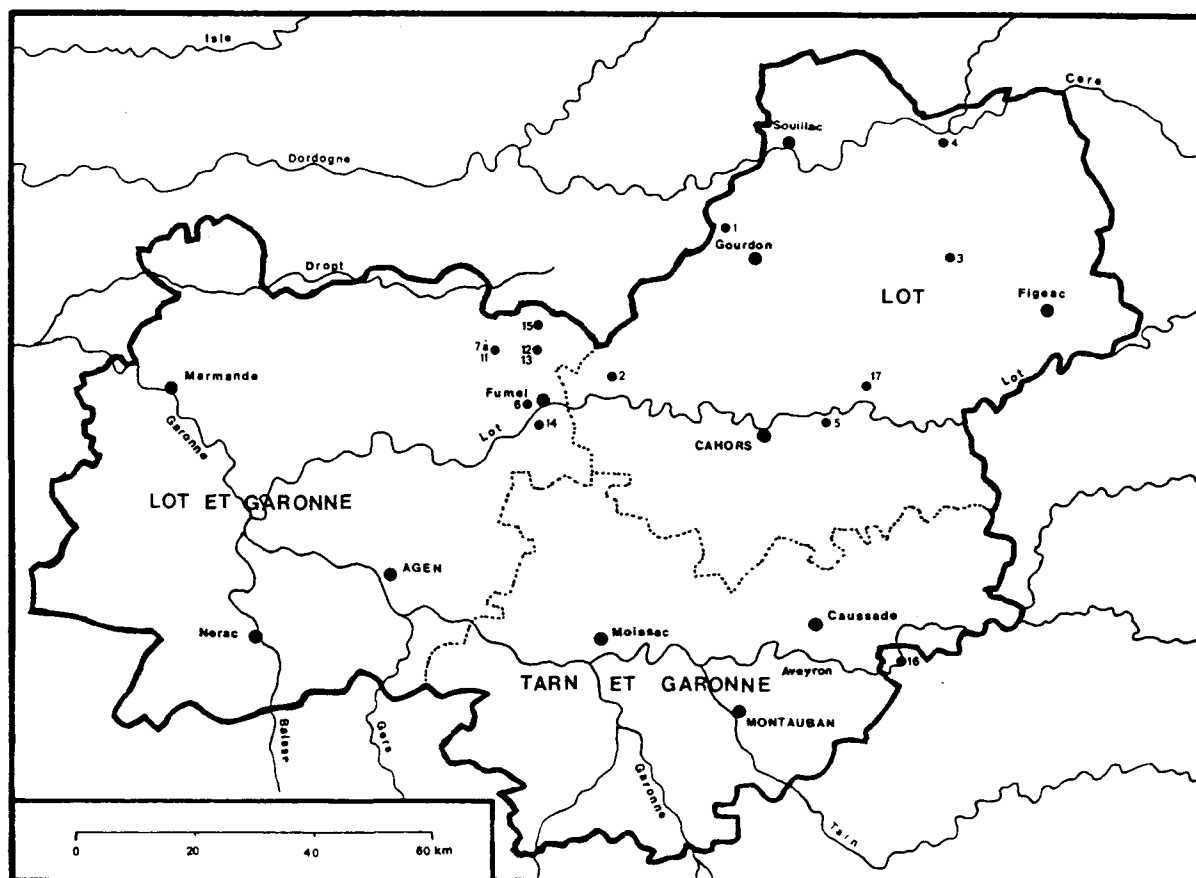 Isle
Cere
Souillac
4
Dordogne
1
Gourdon
3
Dropt
LOT
Figeac
15
7à
11
12
13
2
17
Marmande
Fumel
6
Lot
Lot
14
5
CAHORS
Garonne
LOT ET GARONNE
AGEN
Caussade
Nerac
Moissac
16
Aveyron
TARN ET GARONNE
MONTAUBAN
Gers
Garonne
Tarn
0 20 40 60 km